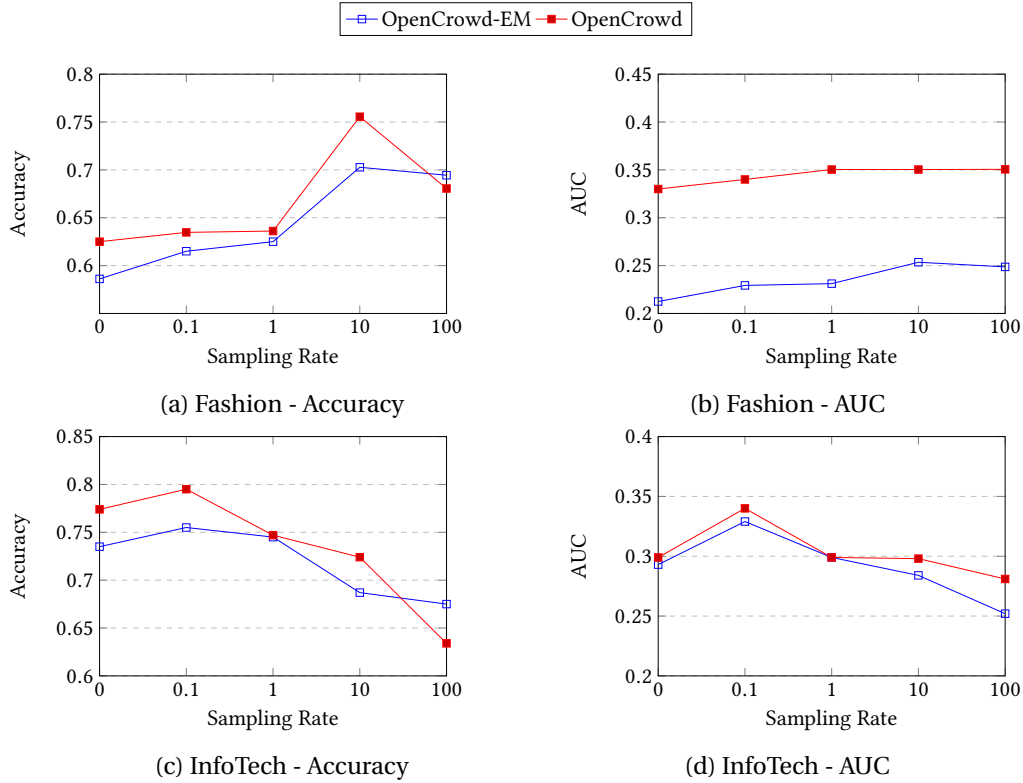 OpenCrowd-EM OpenCrowd
0.8
0.75
0.7
0.65
0.6
Accuracy
0 0.1 1 10 100
Sampling Rate
(a) Fashion - Accuracy
0.45
0.4
0.35
0.3
0.25
0.2
AUC
0 0.1 1 10 100
Sampling Rate
(b) Fashion - AUC
0.85
0.8
0.75
0.7
0.65
0.6
Accuracy
0 0.1 1 10 100
Sampling Rate
(c) InfoTech - Accuracy
0.4
0.35
0.3
0.25
0.2
AUC
0 0.1 1 10 100
Sampling Rate
(d) InfoTech - AUC